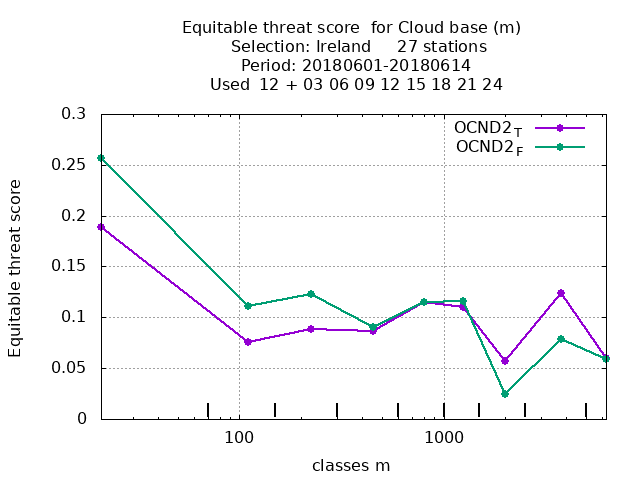 Equitable threat score  for Cloud base (m)
Selection: Ireland     27 stations
Period: 20180601-20180614
Used  12 + 03 06 09 12 15 18 21 24
OCND2T
OCND2F
0.3
0.25
0.2
0.15
0.1
0.05
0
Equitable threat score
100
1000
classes m